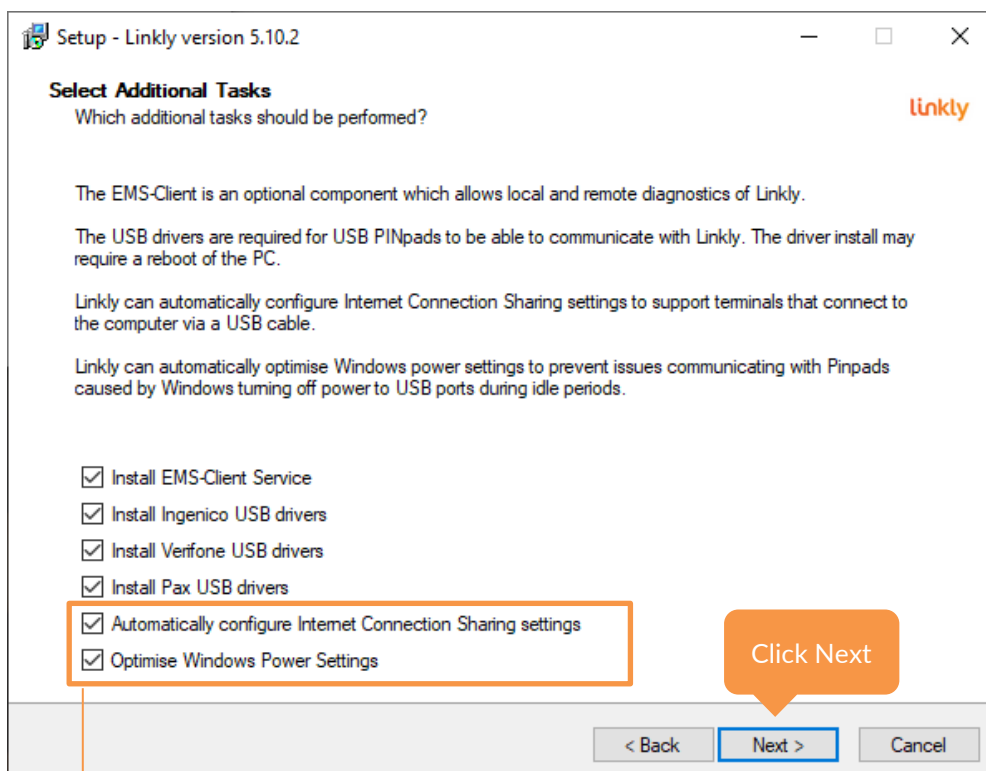 Setup - Linkly version 5.10.2
Select Additional Tasks
Which additional tasks should be performed?
linkly
The EMS-Client is an optional component which allows local and remote diagnostics of Linkly.
The USB drivers are required for USB PINpads to be able to communicate with Linkly. The driver install may
require a reboot of the PC.
Linkly can automatically configure Internet Connection Sharing settings to support terminals that connect to
the computer via a USB cable.
Linkly can automatically optimise Windows power settings to prevent issues communicating with Pinpads
caused by Windows turning off power to USB ports during idle periods.
Install EMS-Client Service
Install Ingenico USB drivers
Install Verifone USB drivers
Install Pax USB drivers
Automatically configure Internet Connection Sharing settings
Optimise Windows Power Settings
Click Next
< Back
Next >
Cancel